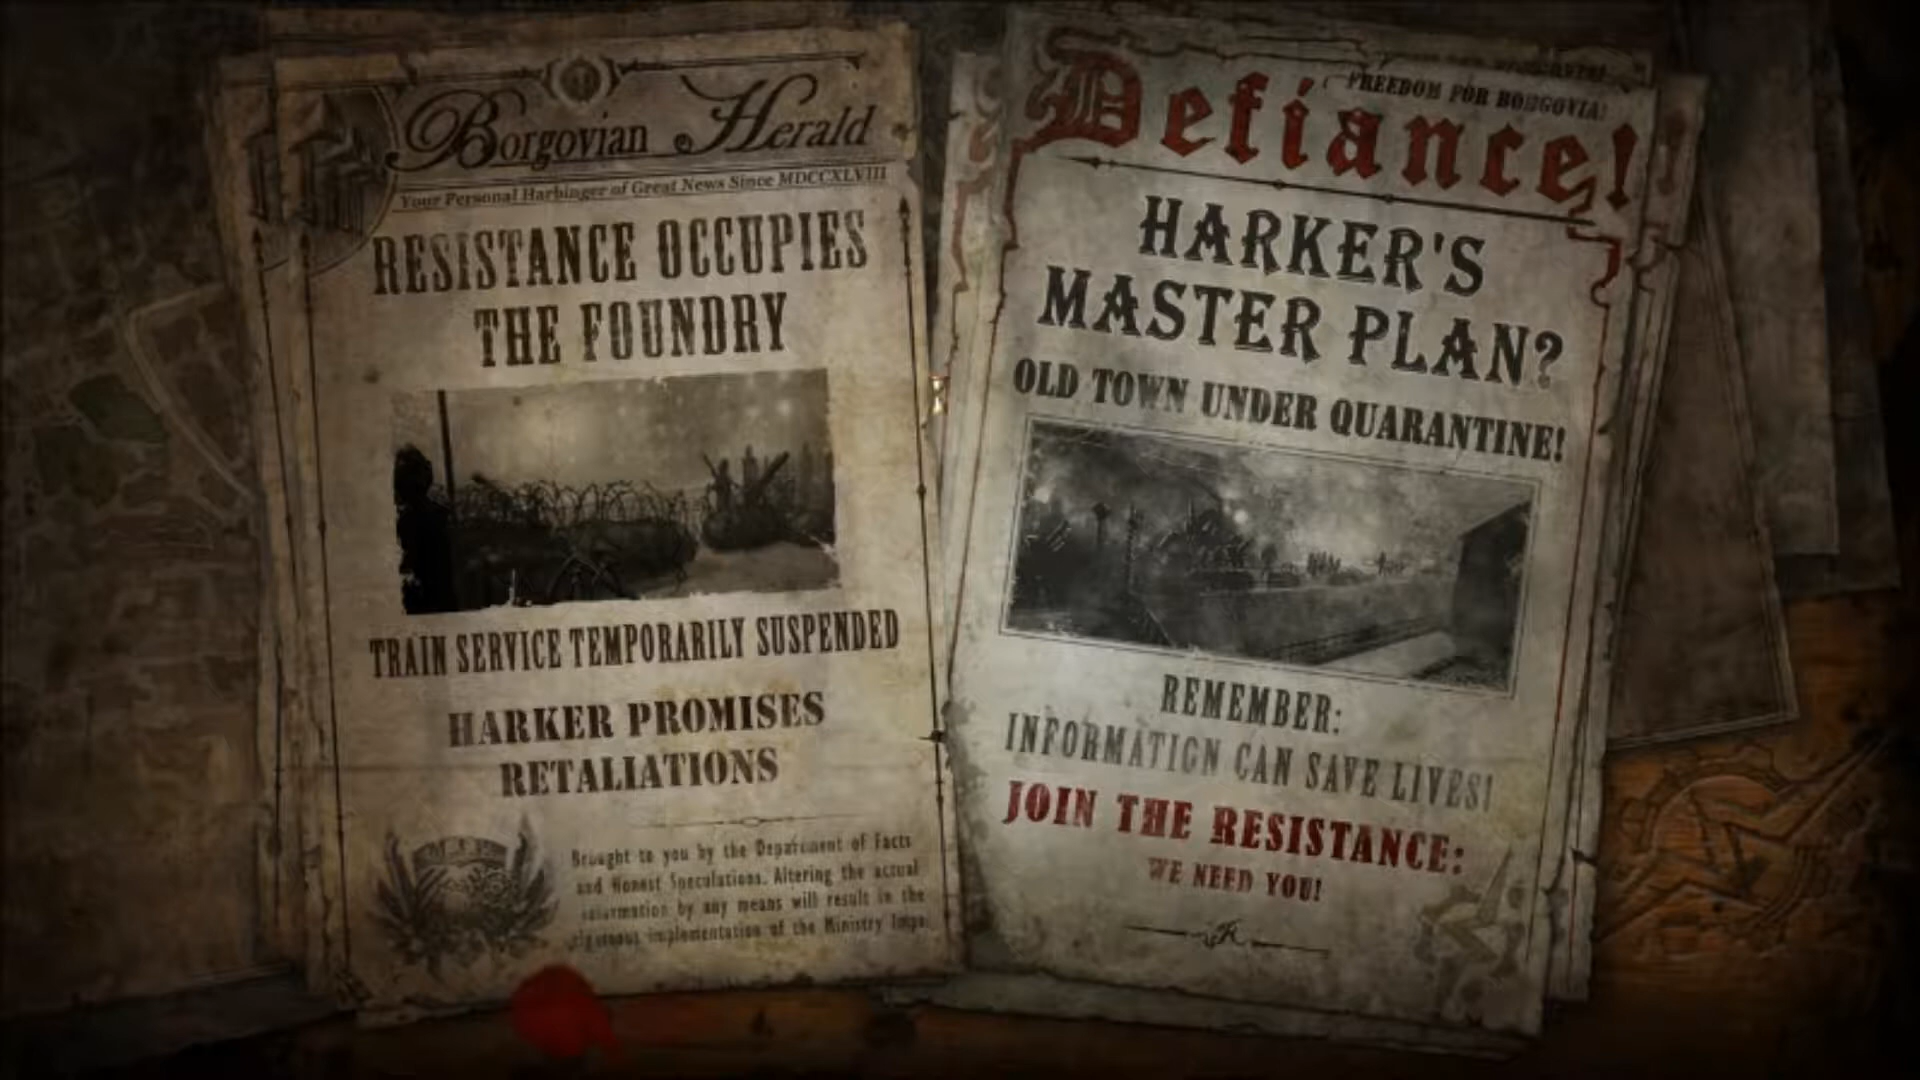 Borgovian Herald
Your Personal Harbinger of Great News Since MDCCXLVIII
RESISTANCE OCCUPIES
THE FOUNDRY
TRAIN SERVICE TEMPORARILY SUSPENDED
HARKER PROMISES
RETALIATIONS
Brought to you by the Department of Facts
and Honest Speculations. Altering the actual
information by any means will result in the
rigorous implementation of the Ministry
FREEDOM FOR BORGOVIA!
Defiance!
HARKER'S
MASTER PLAN?
OLD TOWN UNDER QUARANTINE!
REMEMBER:
INFORMATION CAN SAVE LIVES!
JOIN THE RESISTANCE:
WE NEED YOU!
R